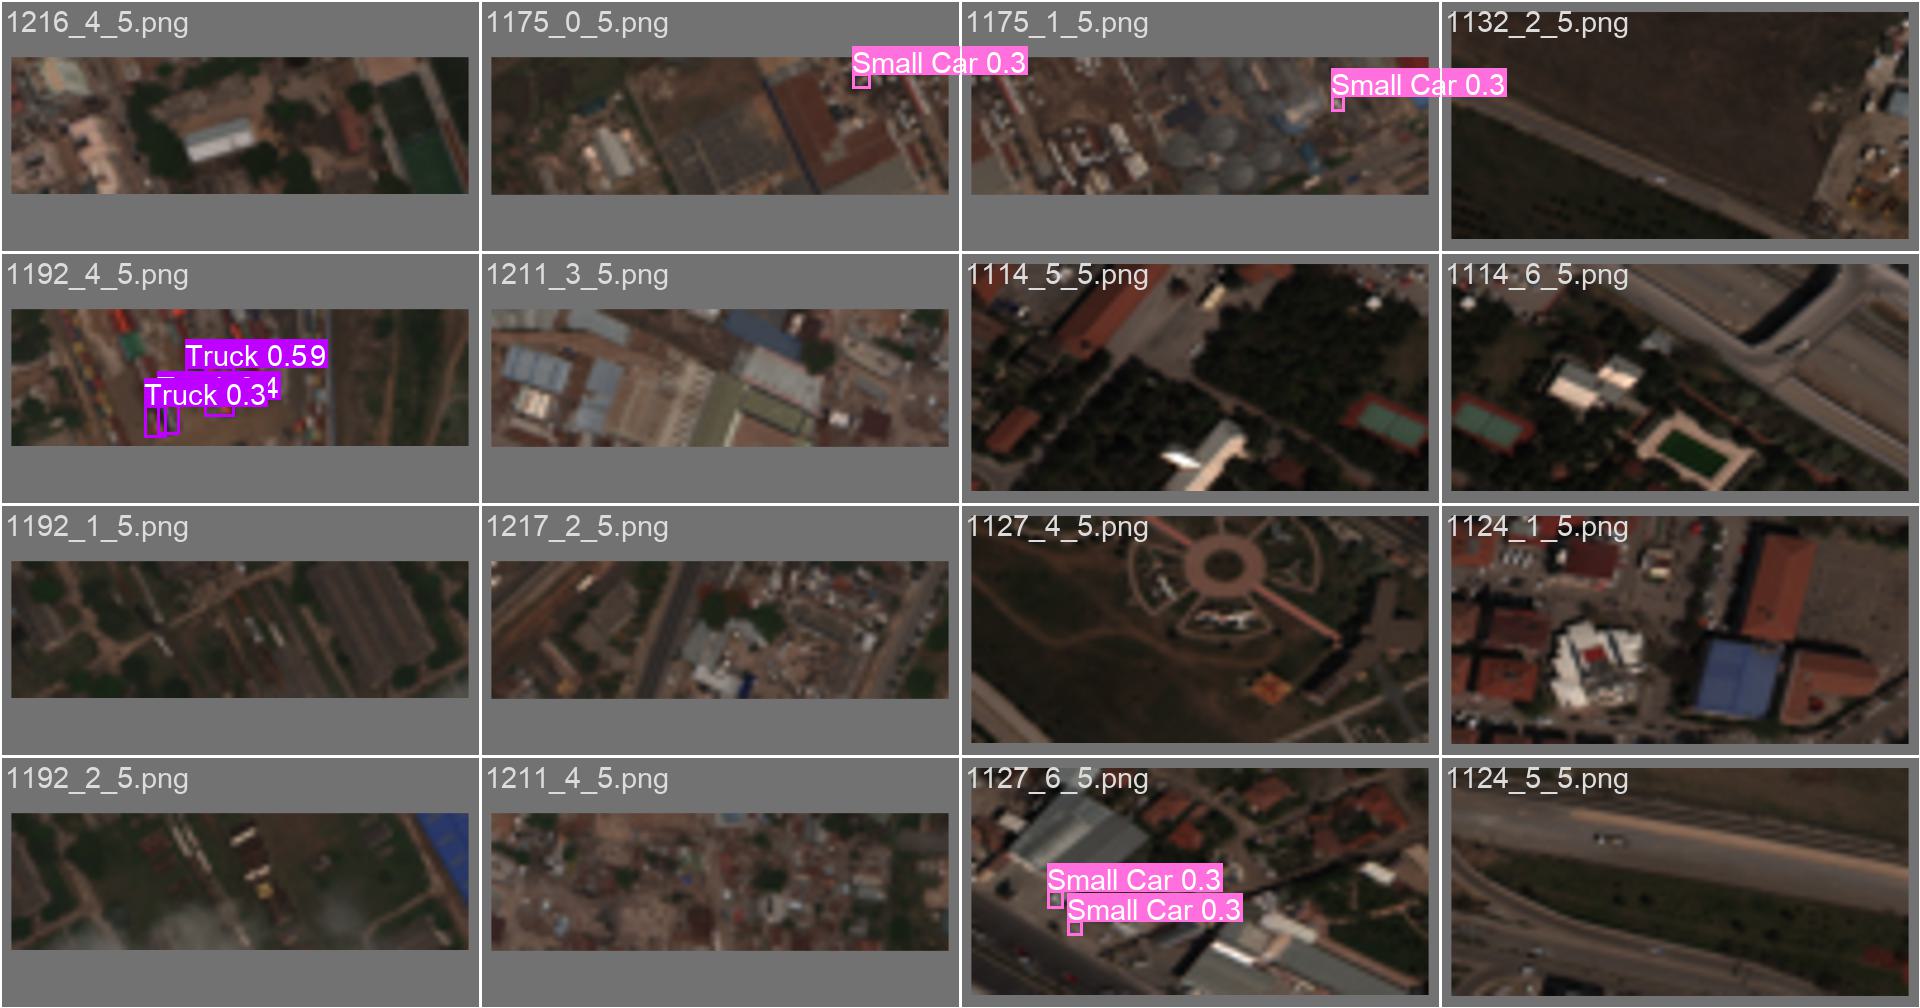 1216_4_5.png
1175_0_5.png
1175_1_5.png
1132_2_5.png
Small Car 0.3
Small Car 0.3
1192_4_5.png
1211_3_5.png
1114_5_5.png
1114_6_5.png
Truck 0.59
Truck 0.3
1192_1_5.png
1217_2_5.png
1127_4_5.png
1124_1_5.png
1192_2_5.png
1211_4_5.png
1127_6_5.png
1124_5_5.png
Small Car 0.3
Small Car 0.3